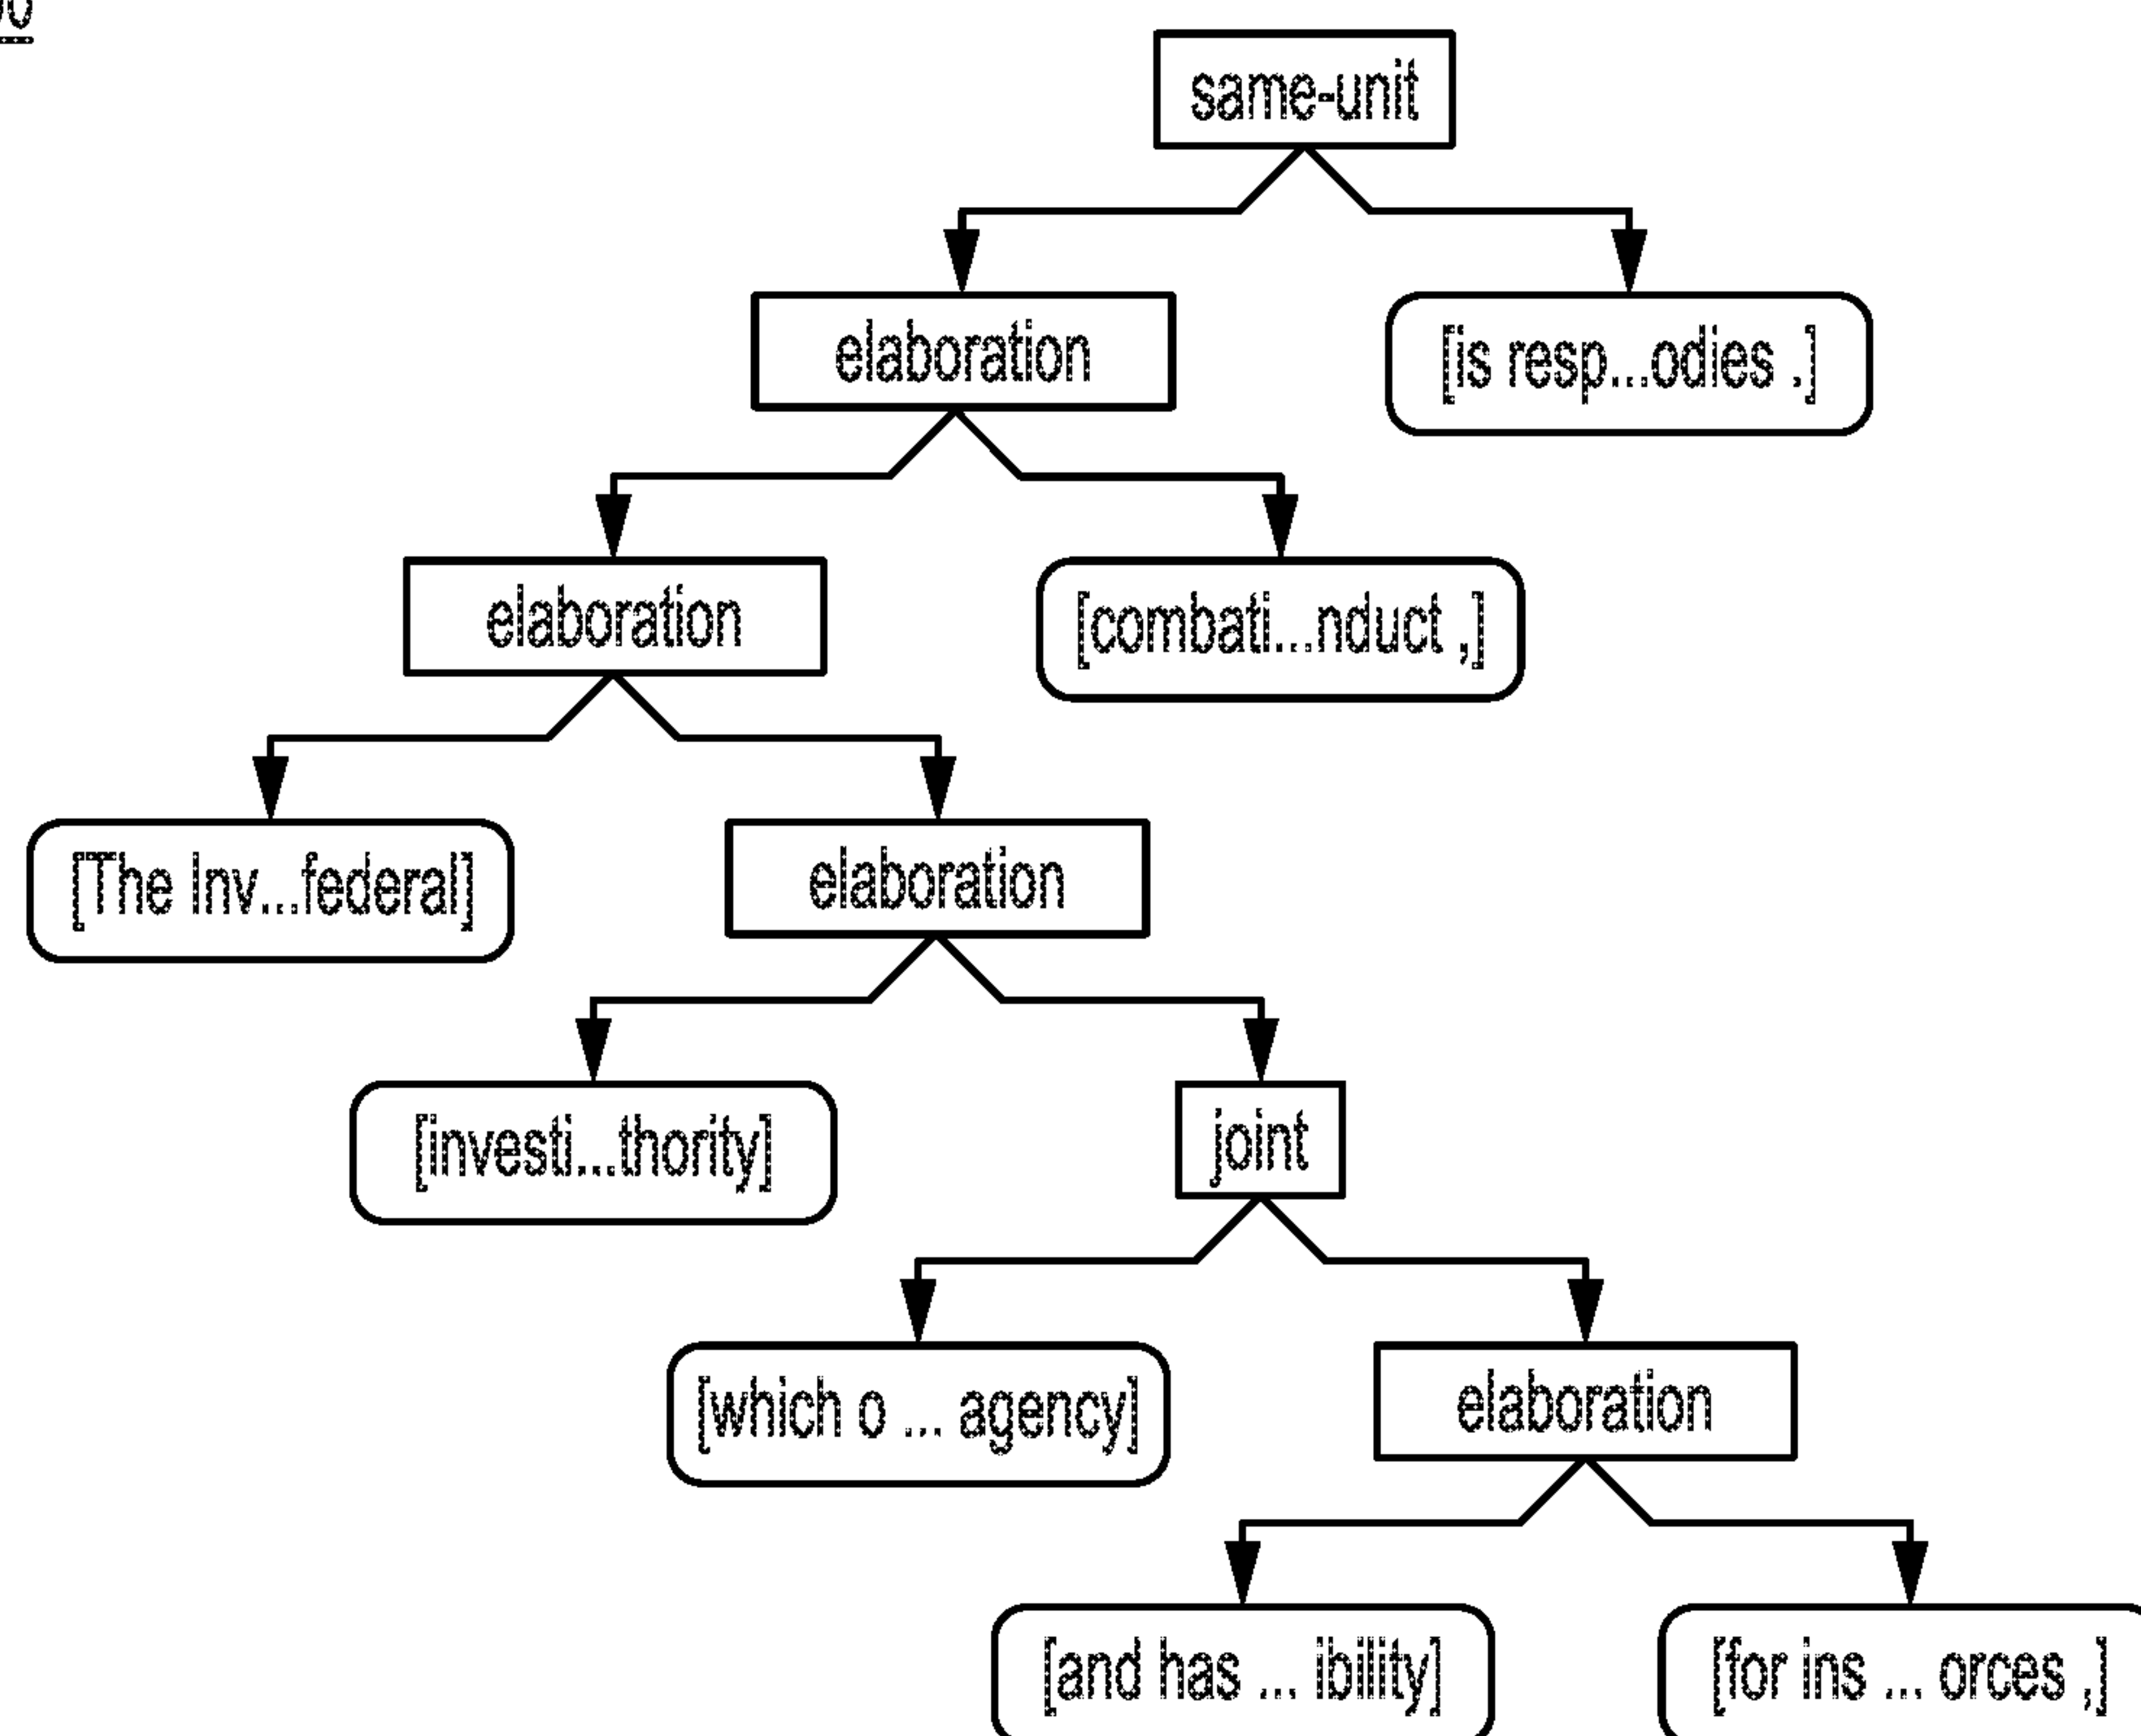 same-unit
elaboration
[is resp...odies .]
elaboration
[combati...nduct ,]
[The Inv...federal]
elaboration
[investi...thority]
joint
[which o ... agency]
elaboration
[and has ... ibility]
[for ins ... orces ,]